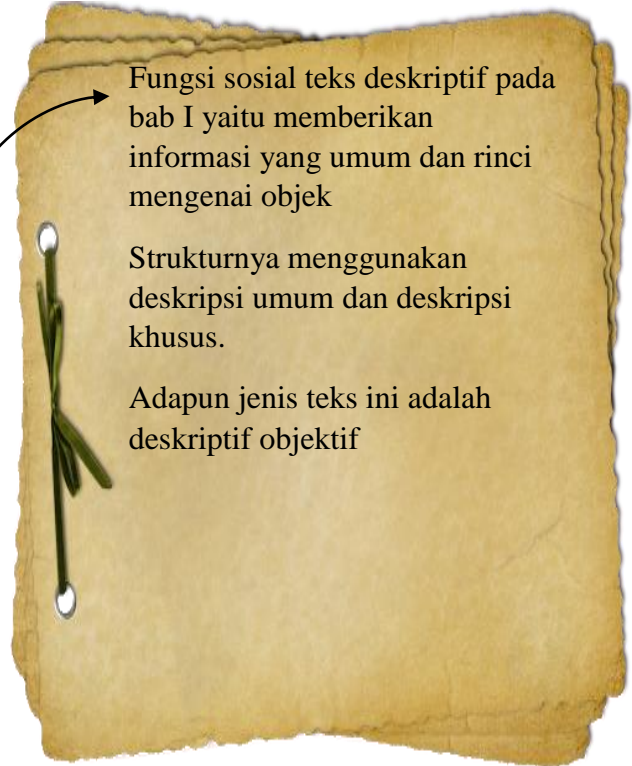 Fungsi sosial teks deskriptif pada
bab I yaitu memberikan
informasi yang umum dan rinci
mengenai objek
Strukturnya menggunakan
deskripsi umum dan deskripsi
khusus.
Adapun jenis teks ini adalah
deskriptif objektif